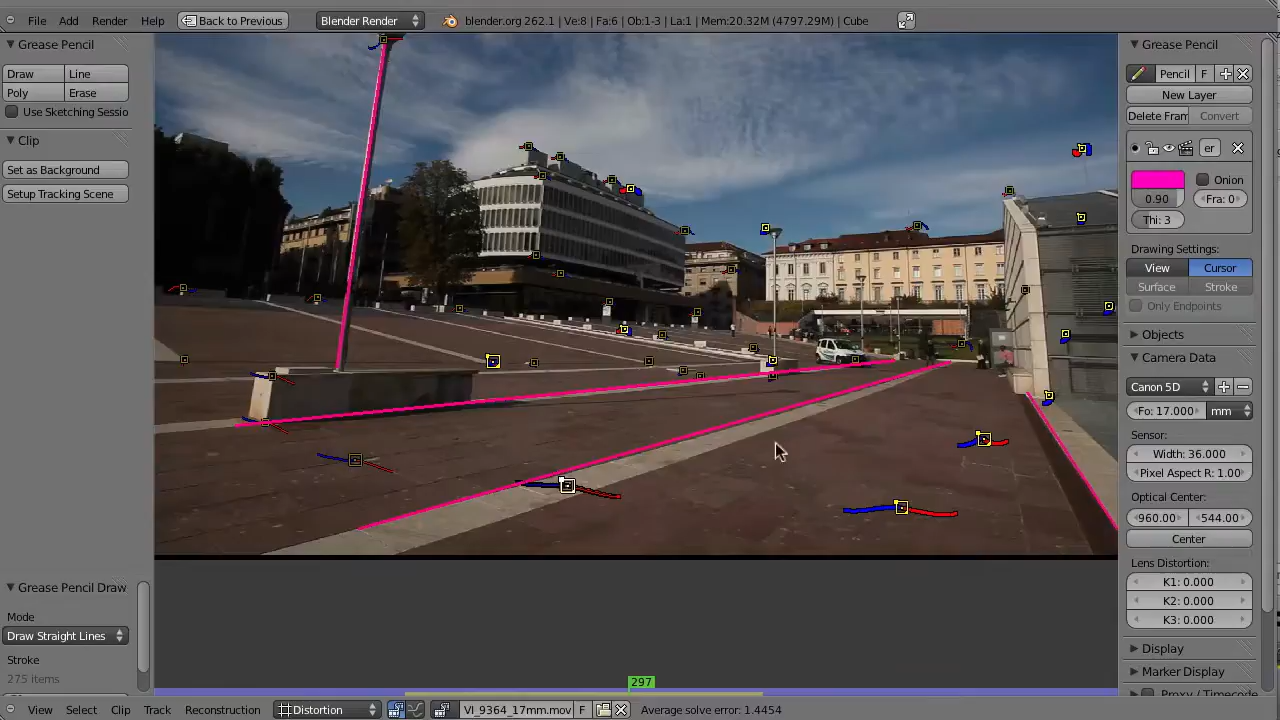 File Add Render Help Back to Previous Blender Render blender.org 262.1 | Ve:8 | Fa:6 | Ob:1-3 | La:1 | Mem:20.32M (4797.29M) | Cube
Grease Pencil
Draw Line
Poly Erase
Use Sketching Sessio
Clip
Set as Background
Setup Tracking Scene
Grease Pencil Draw
Mode
Draw Straight Lines
Stroke
275 items
Grease Pencil
Pencil F
New Layer
Delete Fram Convert
er
Onion
0.90 Fra: 0
Thi: 3
Drawing Settings:
View Cursor
Surface Stroke
Only Endpoints
Objects
Camera Data
Canon 5D
Fo: 17.000 mm
Sensor:
Width: 36.000
Pixel Aspect R: 1.00
Optical Center:
960.00 544.00
Center
Lens Distortion:
K1: 0.000
K2: 0.000
K3: 0.000
Display
Marker Display
Proxy / Timecode
297
View Select Clip Track Reconstruction Distortion VI_9364_17mm.mov F Average solve error: 1.4454